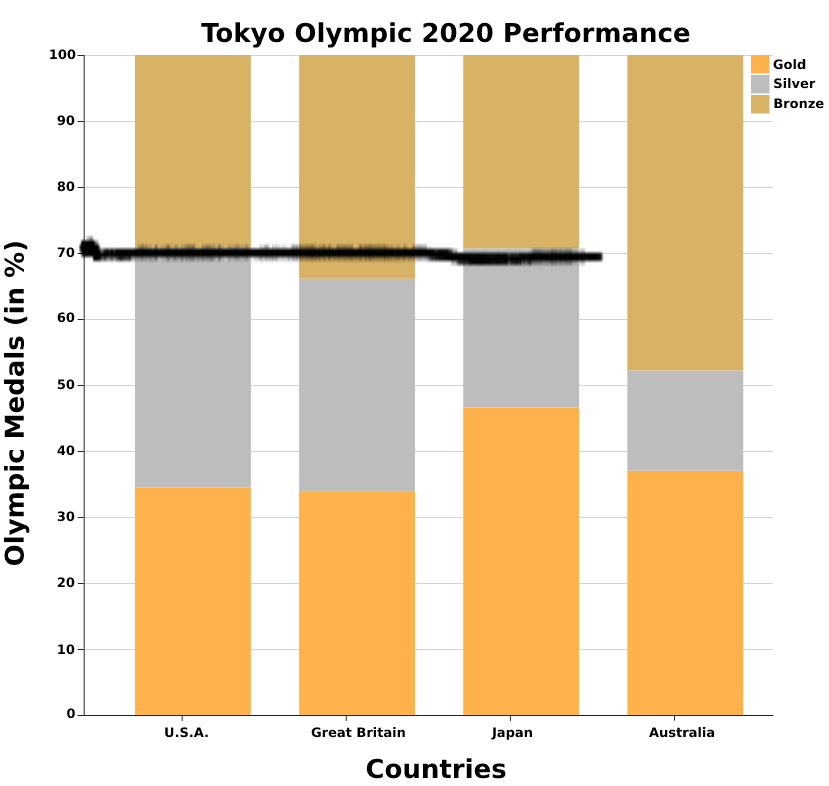 Tokyo Olympic 2020 Performance
Gold
Silver
Bronze
Olympic Medals (in %)
100
90
80
70
60
50
40
30
20
10
0
U.S.A.
Great Britain
Japan
Australia
Countries